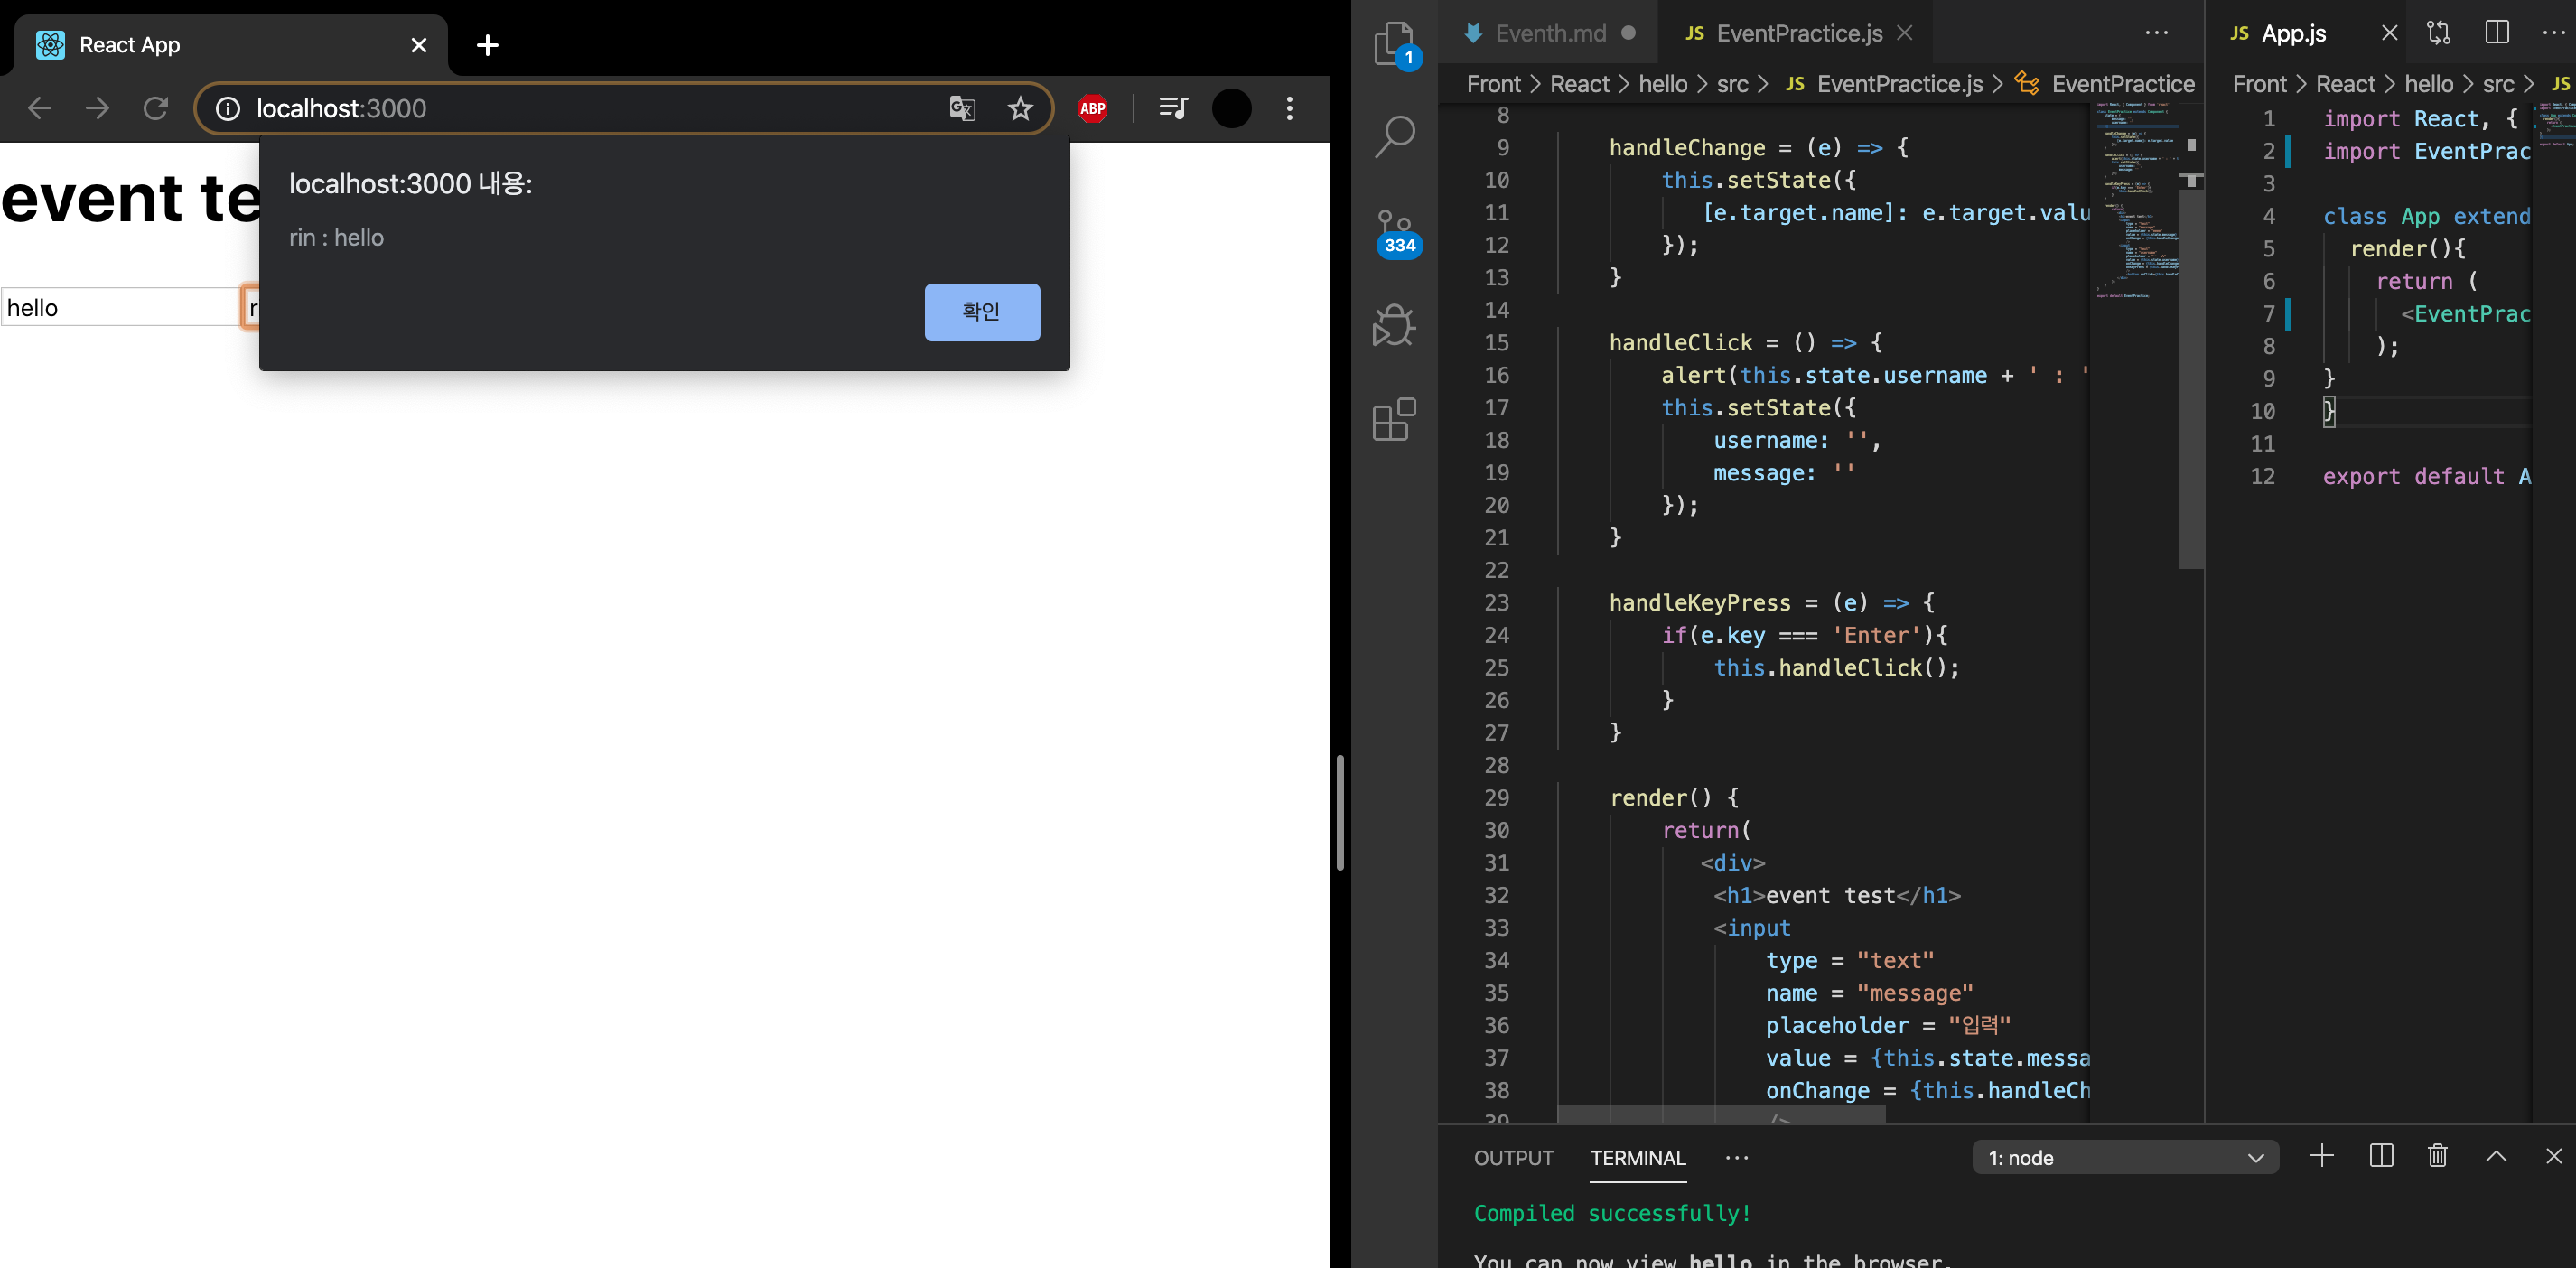 React App
localhost:3000
ABP
event te
localhost:3000 내용:
rin : hello
확인
hello
r
1
334
Eventh.md
JS EventPractice.js
Front > React > hello > src > JS EventPractice.js > EventPractice
8
9 handleChange = (e) => {
10 this.setState({
11 [e.target.name]: e.target.valu
12 });
13 }
14
15 handleClick = () => {
16 alert(this.state.username + ' : '
17 this.setState({
18 username: '',
19 message: ''
20 });
21 }
22
23 handleKeyPress = (e) => {
24 if(e.key === 'Enter'){
25 this.handleClick();
26 }
27 }
28
29 render() {
30 return(
31 <div>
32 <h1>event test</h1>
33 <input
34 type = "text"
35 name = "message"
36 placeholder = "입력"
37 value = {this.state.messa
38 onChange = {this.handleCh
39 />
JS App.js
Front > React > hello > src > JS
1 import React, {
2 import EventPrac
3
4 class App extend
5 render(){
6 return (
7 <EventPrac
8 );
9 }
10 }
11
12 export default A
OUTPUT TERMINAL ···
1: node
Compiled successfully!
You can now view hello in the browser.